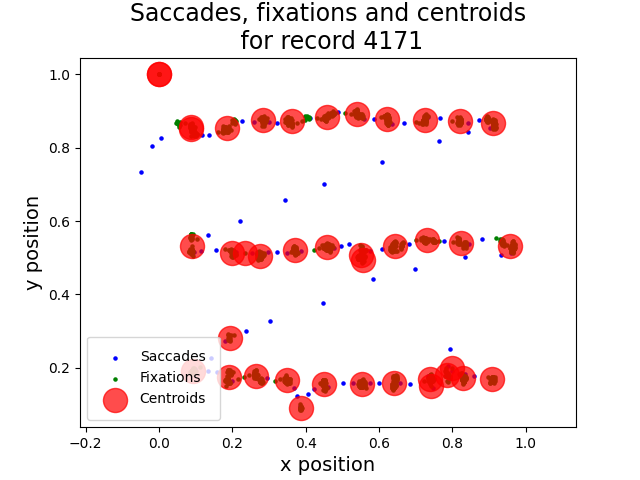 Saccades, fixations and centroids
for record 4171
1.0
0.8
0.6
0.4
0.2
y position
Saccades
Fixations
Centroids
−0.2
0.0
0.2
0.4
0.6
0.8
1.0
x position